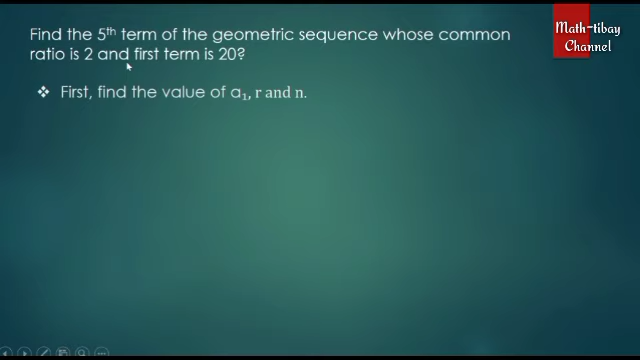 Find the 5th term of the geometric sequence whose common
ratio is 2 and first term is 20?
❖ First, find the value of a₁, r and n.
Math-tibay
Channel